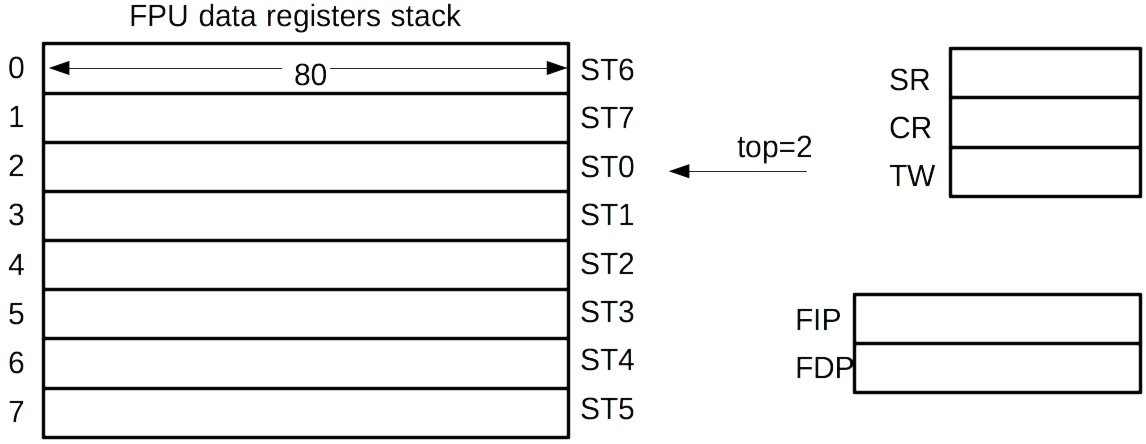 FPU data registers stack
0 80 ST6
1 ST7
2 ST0
3 ST1
4 ST2
5 ST3
6 ST4
7 ST5
top=2
SR
CR
TW
FIP
FDP